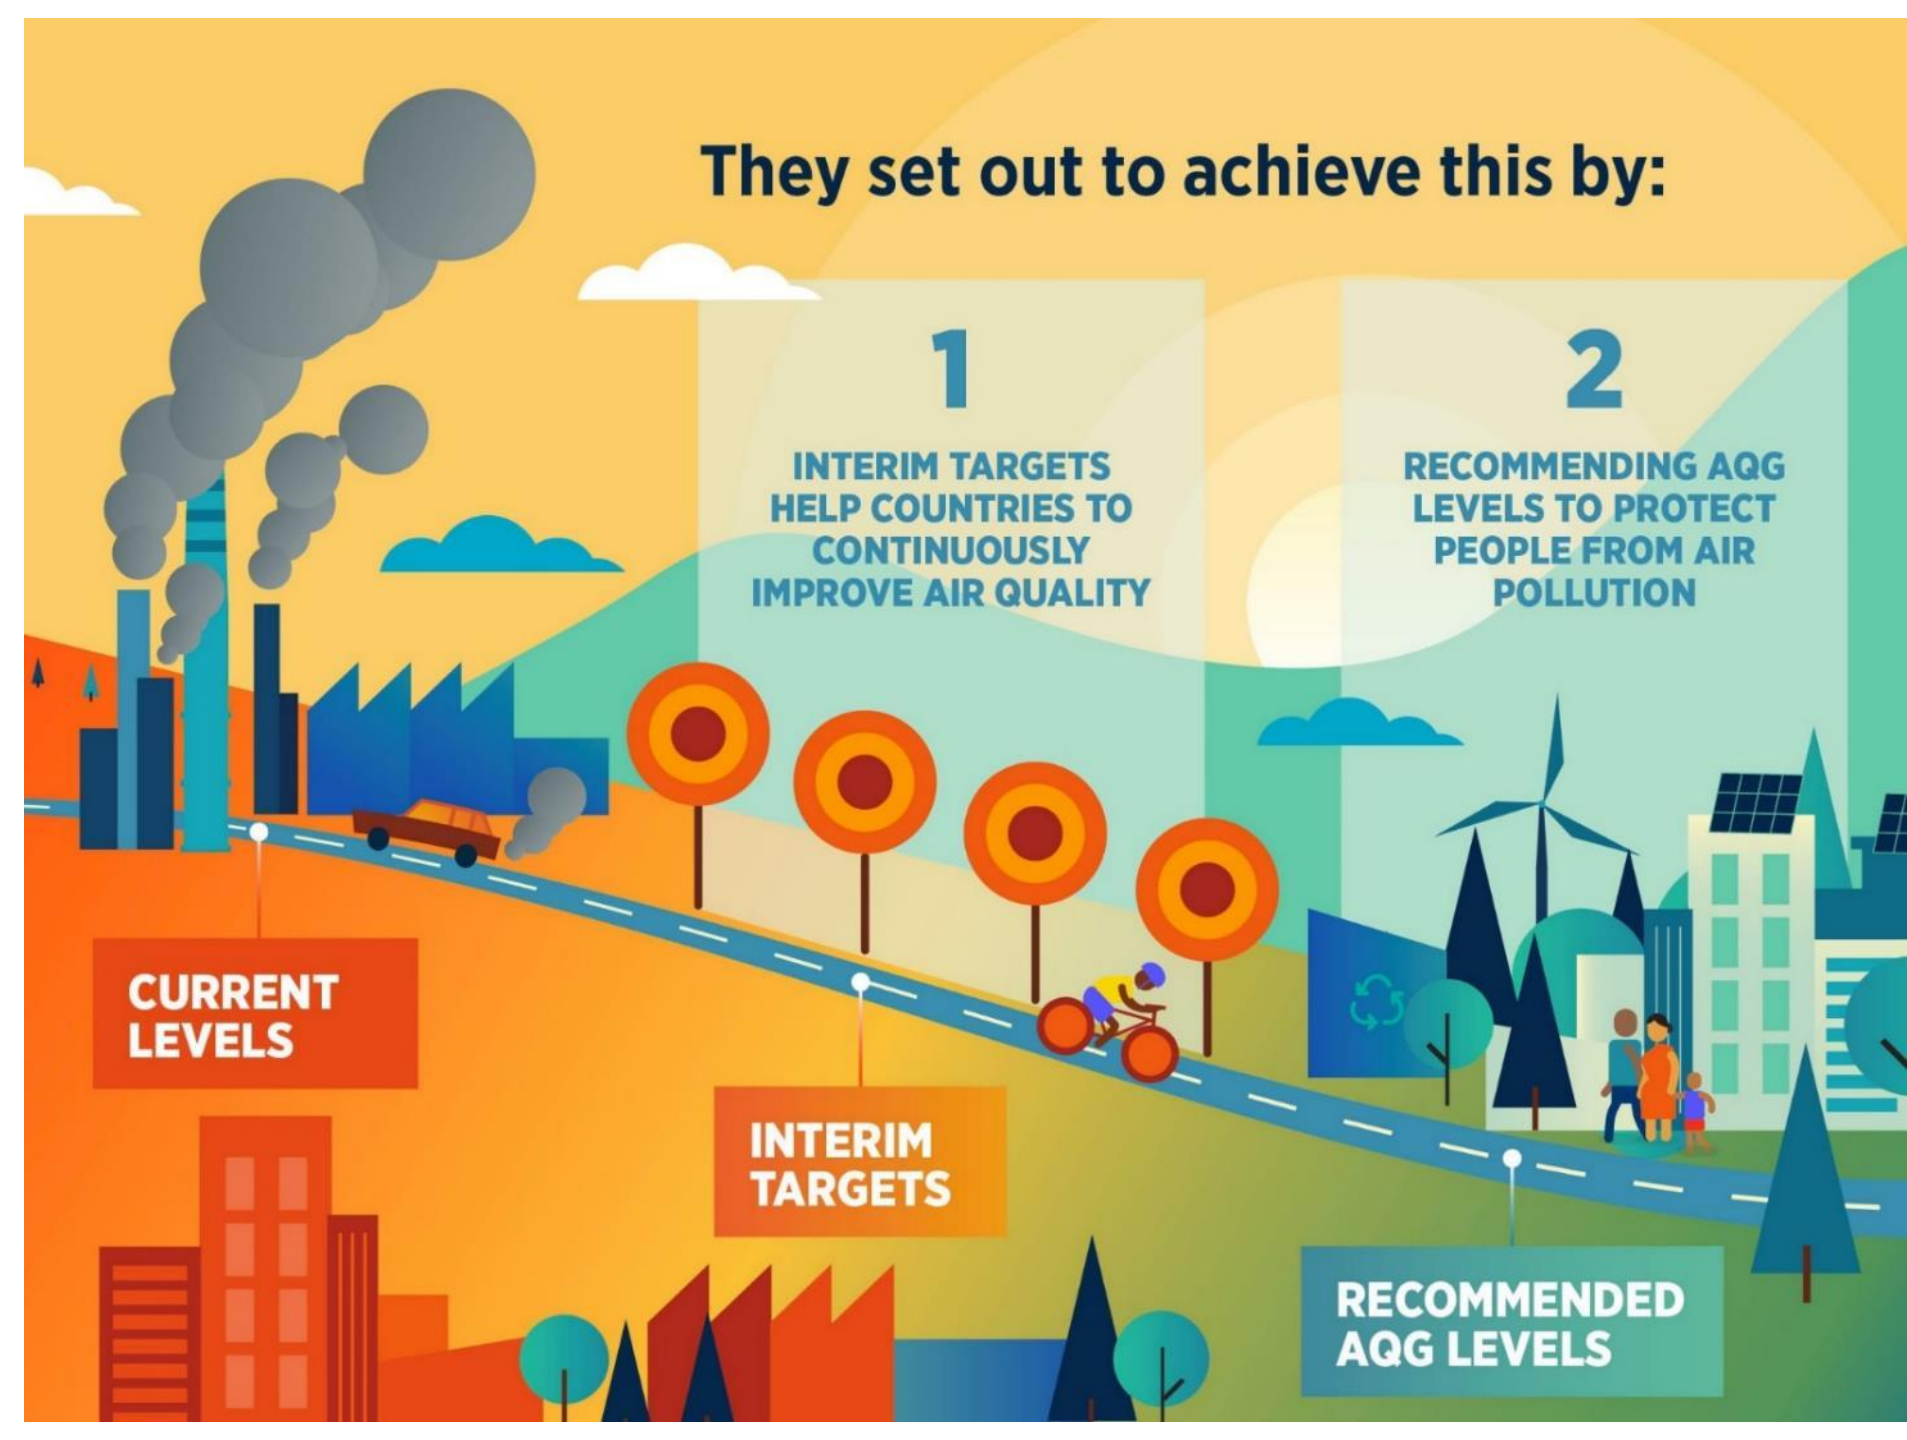 They set out to achieve this by:
1
INTERIM TARGETS
HELP COUNTRIES TO
CONTINUOUSLY
IMPROVE AIR QUALITY
2
RECOMMENDING AQG
LEVELS TO PROTECT
PEOPLE FROM AIR
POLLUTION
CURRENT
LEVELS
INTERIM
TARGETS
RECOMMENDED
AQG LEVELS